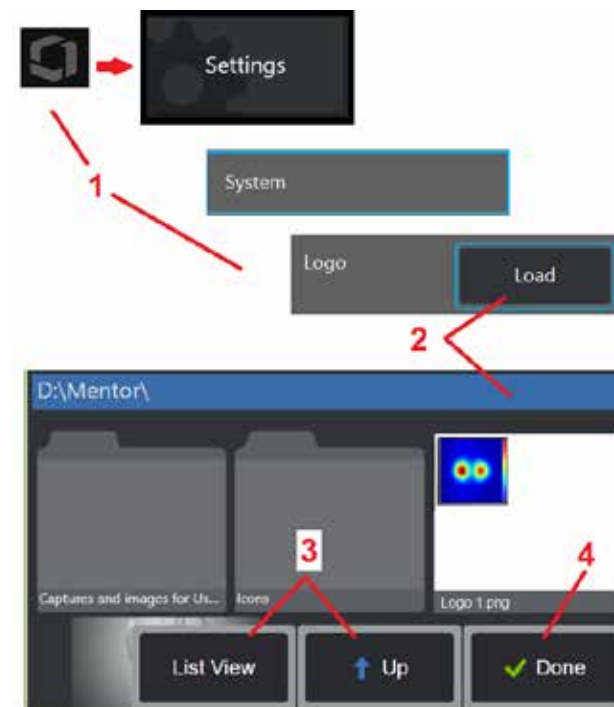 Settings
1
System
Logo
Load
2
D:\Mentor\
3
4
Captures and images for Us...
Icons
Logo 1.png
List View
Up
Done